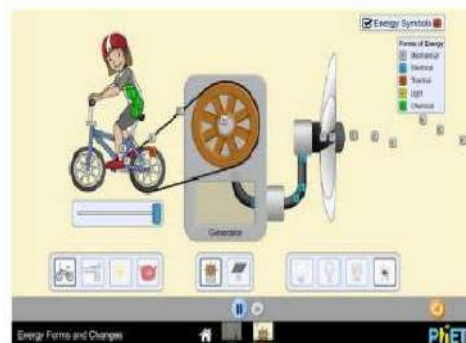 Energy Symbols
Forms of Energy
Mechanical
Electrical
Thermal
Light
Chemical
Generator
Energy Forms and Changes
PhET